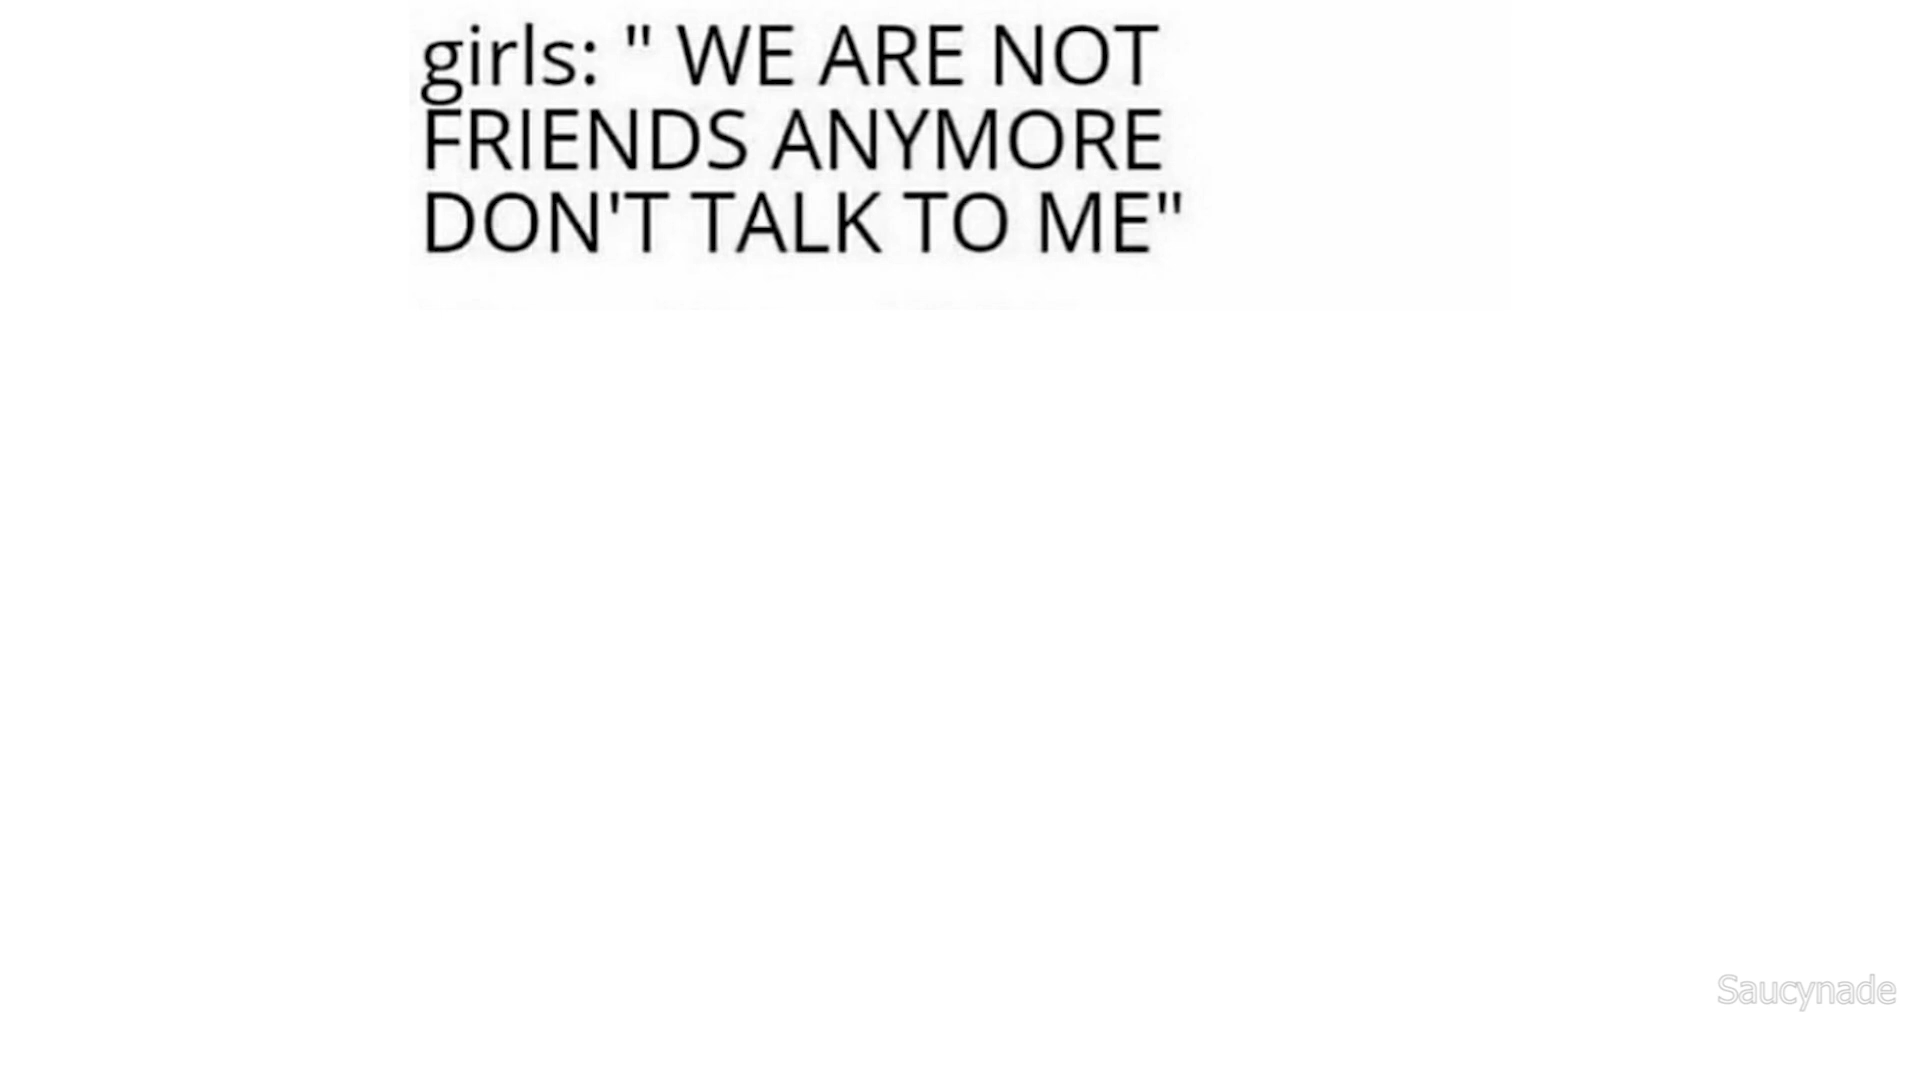 girls: " WE ARE NOT
FRIENDS ANYMORE
DON'T TALK TO ME"
Saucynade